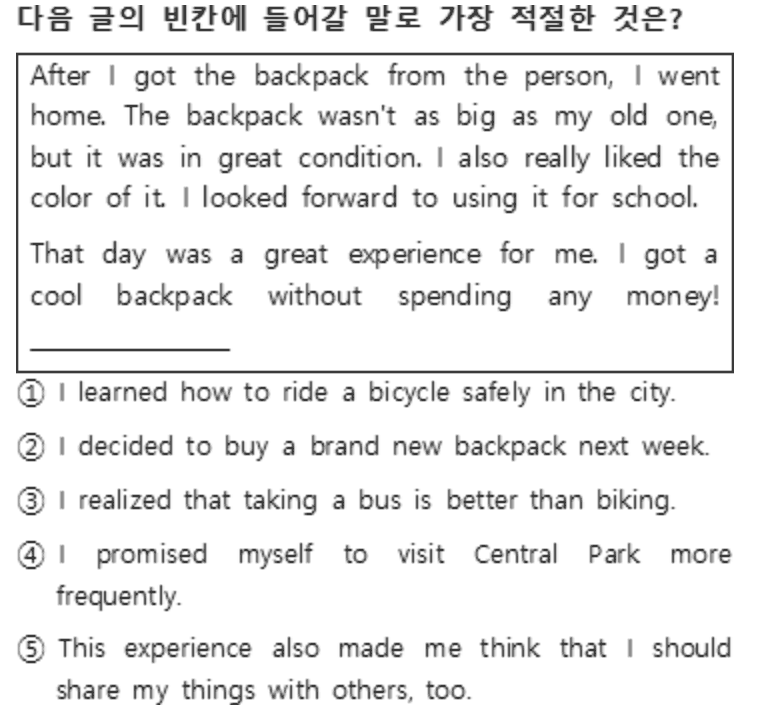 다음 글의 빈칸에 들어갈 말로 가장 적절한 것은?
After I got the backpack from the person, I went
home. The backpack wasn't as big as my old one,
but it was in great condition. I also really liked the
color of it. I looked forward to using it for school.
That day was a great experience for me. I got a
cool backpack without spending any money!
① I learned how to ride a bicycle safely in the city.
② I decided to buy a brand new backpack next week.
③ I realized that taking a bus is better than biking.
④ I promised myself to visit Central Park more
frequently.
⑤ This experience also made me think that I should
share my things with others, too.